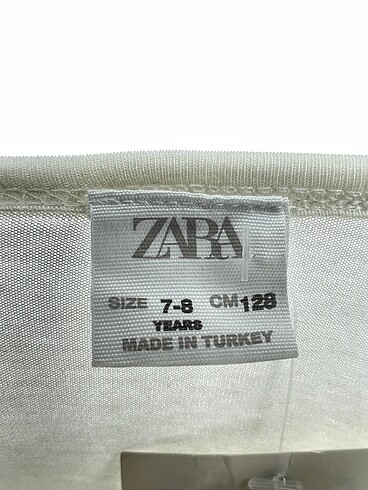 ZARA
SIZE 7-8 CM 128
YEARS
MADE IN TURKEY